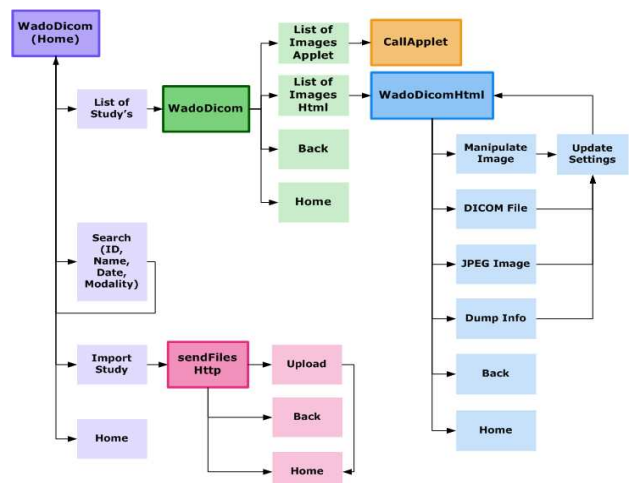 WadoDicom
(Home)
List of
Images
Applet
CallApplet
List of
Study's
WadoDicom
List of
Images
Html
WadoDicomHtml
Back
Manipulate
Image
Update
Settings
Home
DICOM File
Search
(ID,
Name,
Date,
Modality)
JPEG Image
Dump Info
Import
Study
sendFiles
Http
Upload
Back
Back
Home
Home
Home